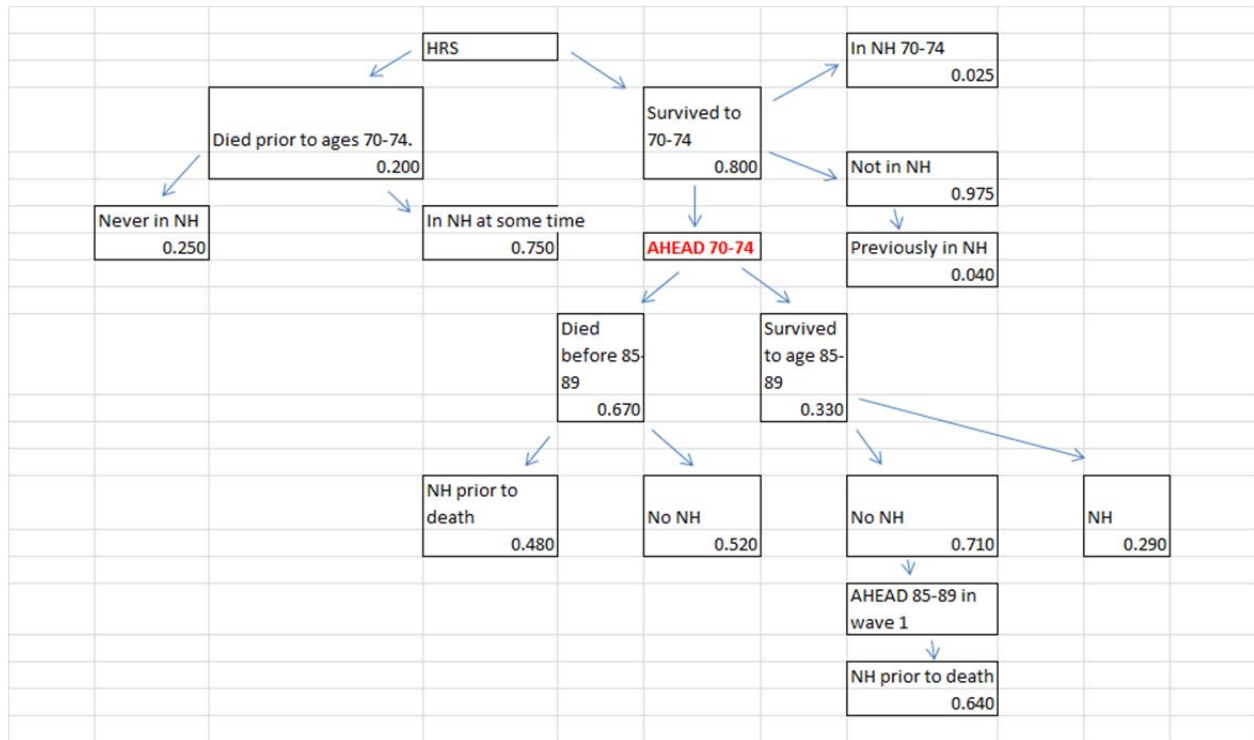 HRS
In NH 70-74
0.025
Died prior to ages 70-74.
0.200
Survived to
70-74
0.800
Not in NH
0.975
Never in NH
0.250
In NH at some time
0.750
AHEAD 70-74
Previously in NH
0.040
Died
before 85-
89
0.670
Survived
to age 85-
89
0.330
NH prior to
death
0.480
No NH
0.520
No NH
0.710
NH
0.290
AHEAD 85-89 in
wave 1
NH prior to death
0.640